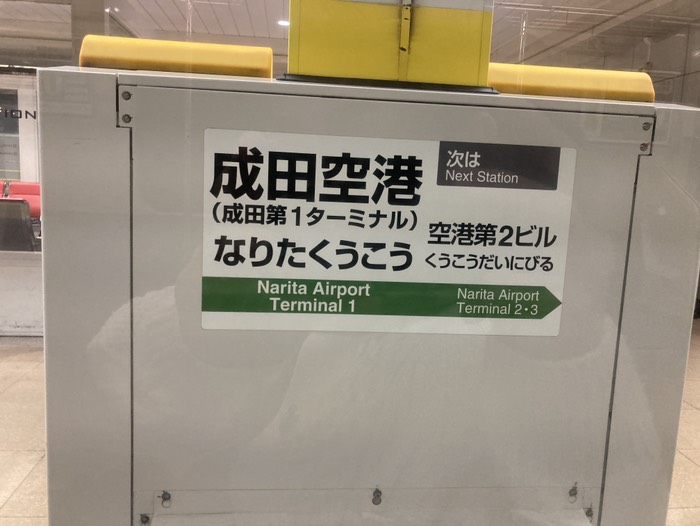 TION
成田空港
(成田第1ターミナル)
なりたくうこう
Narita Airport
Terminal 1
次は
Next Station
空港第2ビル
くうこうだいにびる
Narita Airport
Terminal 2・3